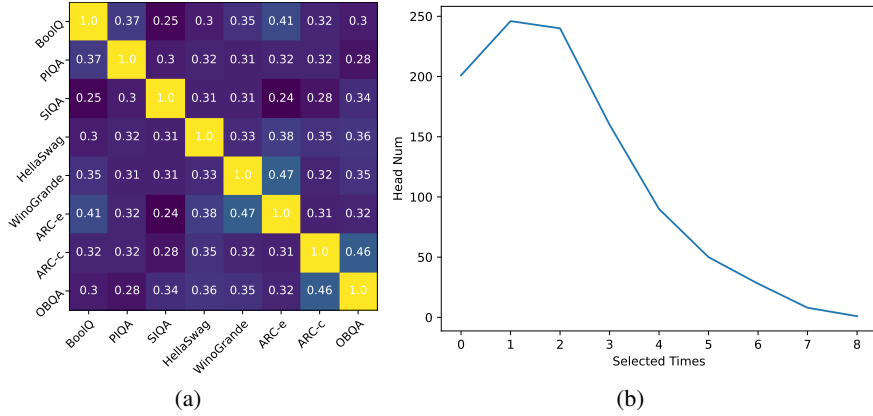 BoolQ 1.0 0.37 0.25 0.3 0.35 0.41 0.32 0.3
PIQA 0.37 1.0 0.3 0.32 0.31 0.32 0.32 0.28
SIQA 0.25 0.3 1.0 0.31 0.31 0.24 0.28 0.34
HellaSwag 0.3 0.32 0.31 1.0 0.33 0.38 0.35 0.36
WinoGrande 0.35 0.31 0.31 0.33 1.0 0.47 0.32 0.35
ARC-e 0.41 0.32 0.24 0.38 0.47 1.0 0.31 0.32
ARC-c 0.32 0.32 0.28 0.35 0.32 0.31 1.0 0.46
OBQA 0.3 0.28 0.34 0.36 0.35 0.32 0.46 1.0
BoolQ PIQA SIQA HellaSwag WinoGrande ARC-e ARC-c OBQA
(a)
250
200
150
100
50
0
Head Num
0 1 2 3 4 5 6 7 8
Selected Times
(b)